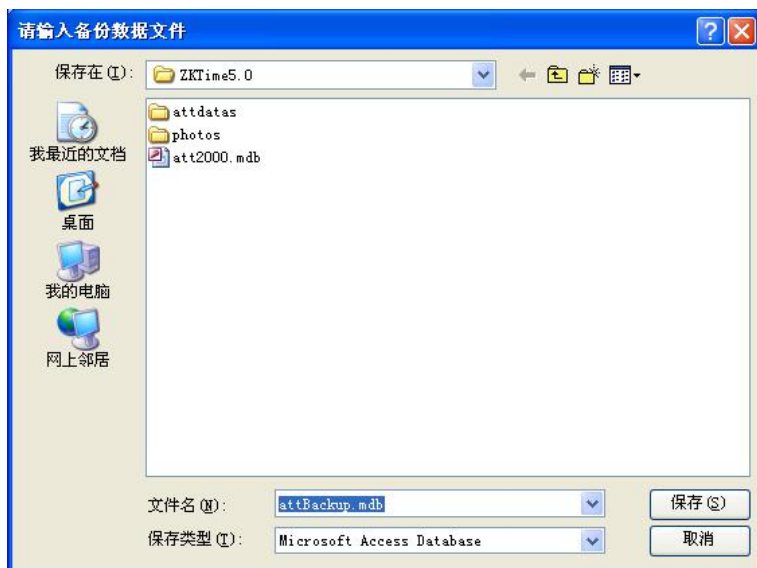 请输入备份数据文件
保存在(I):
ZKTime5.0
attdatas
photos
att2000.mdb
我最近的文档
桌面
我的电脑
网上邻居
文件名(N):
attBackup.mdb
保存(S)
保存类型(T):
Microsoft Access Database
取消